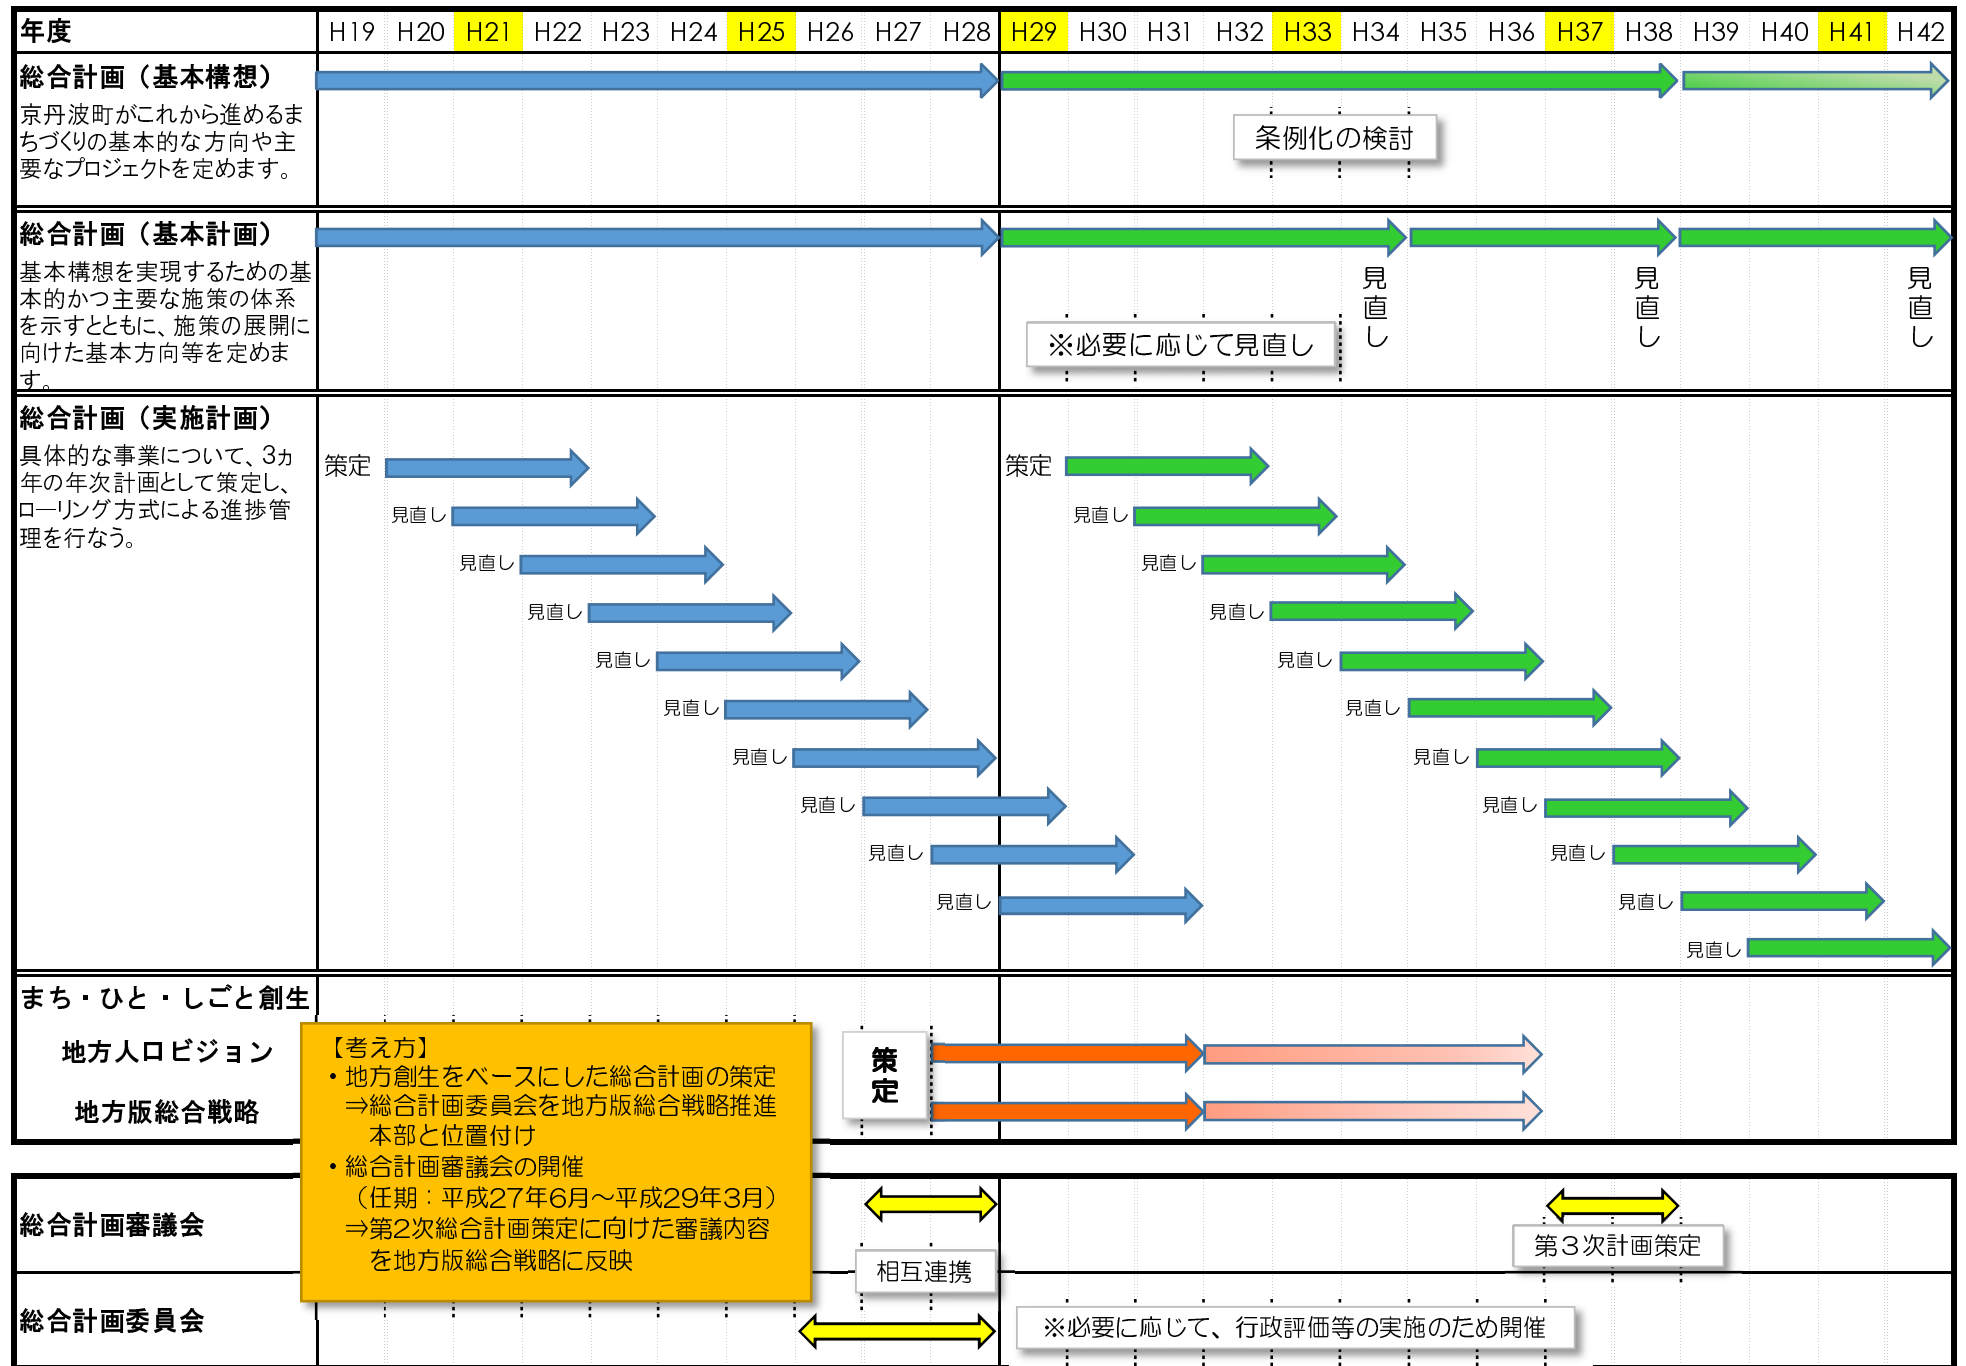 年度 H19 H20 H21 H22 H23 H24 H25 H26 H27 H28 H29 H30 H31 H32 H33 H34 H35 H36 H37 H38 H39 H40 H41 H42
総合計画（基本構想）
京丹波町がこれから進めるま
ちづくりの基本的な方向や主
要なプロジェクトを定めます。
条例化の検討
総合計画（基本計画）
基本構想を実現するための基
本的かつ主要な施策の体系
を示すとともに、施策の展開に
向けた基本方向等を定めま
す。
見直し
見直し
見直し
※必要に応じて見直し
総合計画（実施計画）
具体的な事業について、3ヵ
年の年次計画として策定し、
ローリング方式による進捗管
理を行なう。
策定
見直し
見直し
見直し
見直し
見直し
見直し
見直し
見直し
見直し
策定
見直し
見直し
見直し
見直し
見直し
見直し
見直し
見直し
見直し
見直し
まち・ひと・しごと創生
地方人口ビジョン
地方版総合戦略
策定
【考え方】
・地方創生をベースにした総合計画の策定
⇒総合計画委員会を地方版総合戦略推進
本部と位置付け
・総合計画審議会の開催
（任期：平成27年6月～平成29年3月）
⇒第2次総合計画策定に向けた審議内容
を地方版総合戦略に反映
総合計画審議会
相互連携
第３次計画策定
総合計画委員会
※必要に応じて、行政評価等の実施のため開催